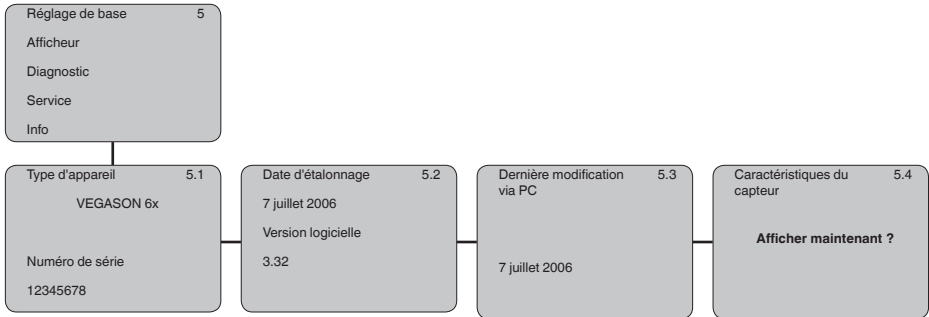 Réglage de base 5
Afficheur
Diagnostic
Service
Info
Type d'appareil 5.1
VEGASON 6x
Numéro de série
12345678
Date d'étalonnage 5.2
7 juillet 2006
Version logicielle
3.32
Dernière modification 5.3
via PC
7 juillet 2006
Caractéristiques du 5.4
capteur
Afficher maintenant ?